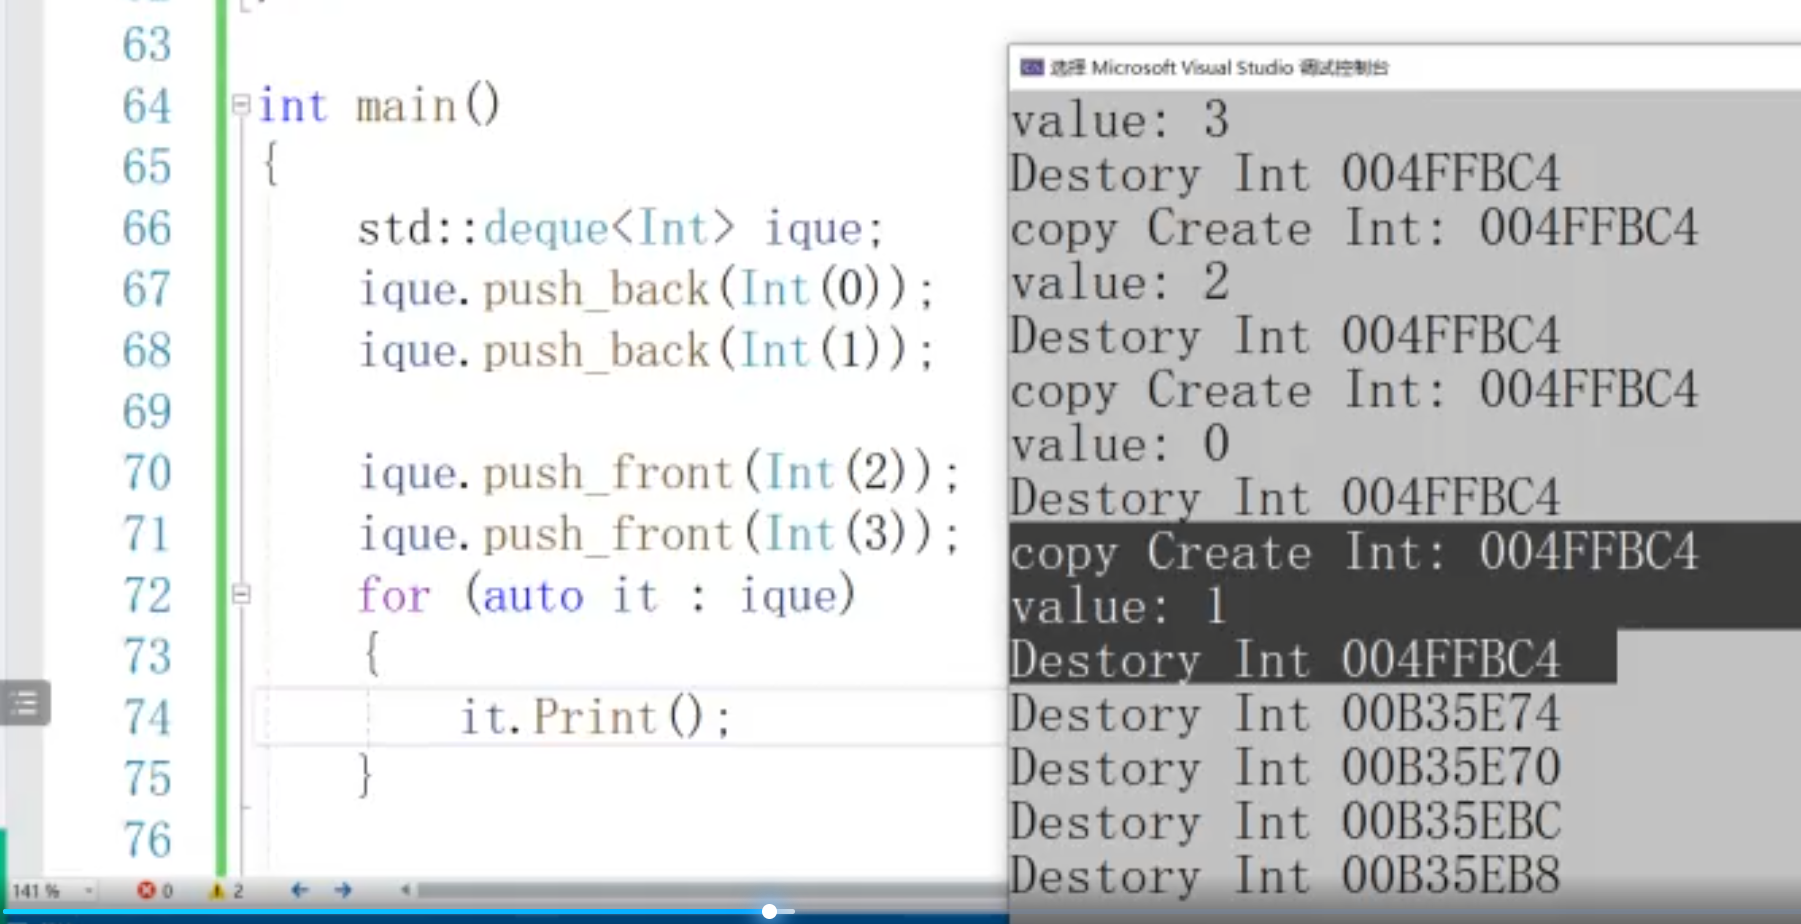 63
64 int main()
65 {
66 std::deque<Int> ique;
67 ique.push_back(Int(0));
68 ique.push_back(Int(1));
69
70 ique.push_front(Int(2));
71 ique.push_front(Int(3));
72 for (auto it : ique)
73 {
74 it.Print();
75 }
76
141 %
0
2
选择 Microsoft Visual Studio 调试控制台
value: 3
Destory Int 004FFBC4
copy Create Int: 004FFBC4
value: 2
Destory Int 004FFBC4
copy Create Int: 004FFBC4
value: 0
Destory Int 004FFBC4
copy Create Int: 004FFBC4
value: 1
Destory Int 004FFBC4
Destory Int 00B35E74
Destory Int 00B35E70
Destory Int 00B35EBC
Destory Int 00B35EB8